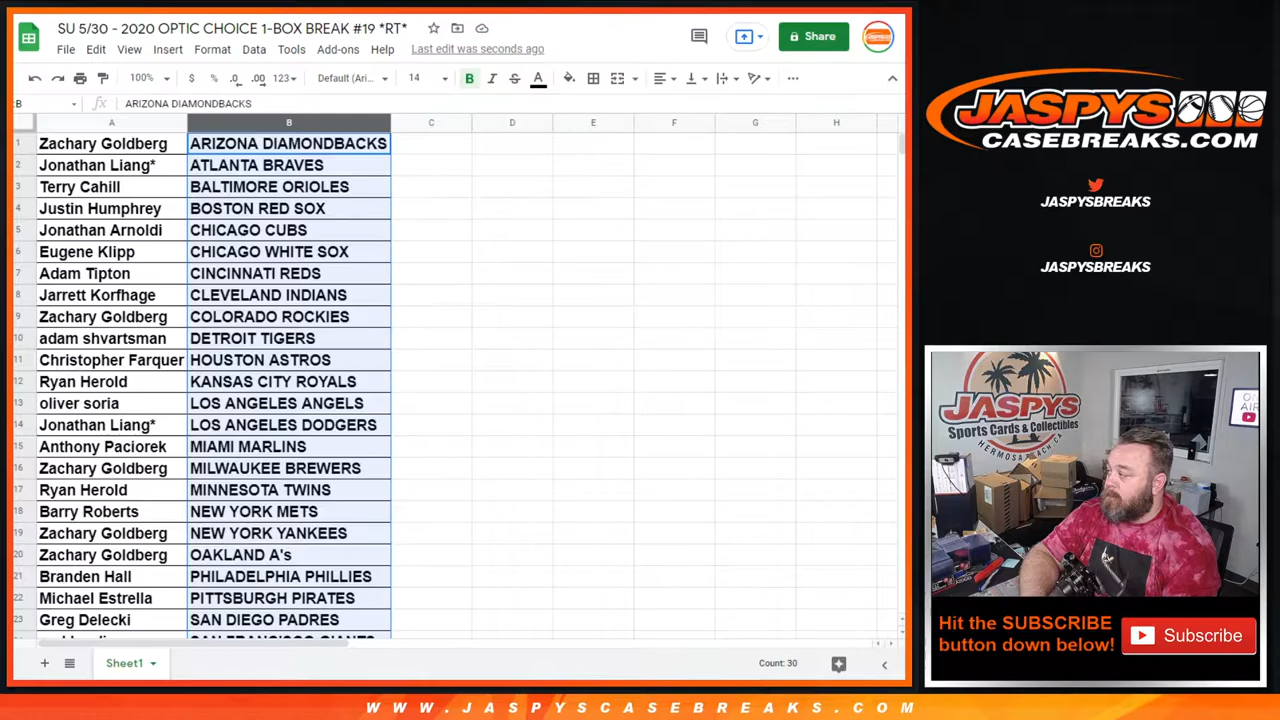 SU 5/30 - 2020 OPTIC CHOICE 1-BOX BREAK #19 *RT*
File Edit View Insert Format Data Tools Add-ons Help Last edit was seconds ago
Share
100% $ % .0 .00 123 Default (Ari... 14 B I S A
B fx ARIZONA DIAMONDBACKS
A B C D E F G H
1 Zachary Goldberg ARIZONA DIAMONDBACKS
2 Jonathan Liang* ATLANTA BRAVES
3 Terry Cahill BALTIMORE ORIOLES
4 Justin Humphrey BOSTON RED SOX
5 Jonathan Arnoldi CHICAGO CUBS
6 Eugene Klipp CHICAGO WHITE SOX
7 Adam Tipton CINCINNATI REDS
8 Jarrett Korfhage CLEVELAND INDIANS
9 Zachary Goldberg COLORADO ROCKIES
10 adam shvartsman DETROIT TIGERS
11 Christopher Farquer HOUSTON ASTROS
12 Ryan Herold KANSAS CITY ROYALS
13 oliver soria LOS ANGELES ANGELS
14 Jonathan Liang* LOS ANGELES DODGERS
15 Anthony Paciorek MIAMI MARLINS
16 Zachary Goldberg MILWAUKEE BREWERS
17 Ryan Herold MINNESOTA TWINS
18 Barry Roberts NEW YORK METS
19 Zachary Goldberg NEW YORK YANKEES
20 Zachary Goldberg OAKLAND A's
21 Branden Hall PHILADELPHIA PHILLIES
22 Michael Estrella PITTSBURGH PIRATES
23 Greg Delecki SAN DIEGO PADRES
SAN FRANCISCO GIANTS
Sheet1
Count: 30
JASPYS
CASEBREAKS.COM
JASPYSBREAKS
JASPYSBREAKS
JASPYS
Sports Cards & Collectibles
HERMOSA BEACH CA
ON
AIR
Hit the SUBSCRIBE
button down below!
Subscribe
WWW.JASPYSCASEBREAKS.COM